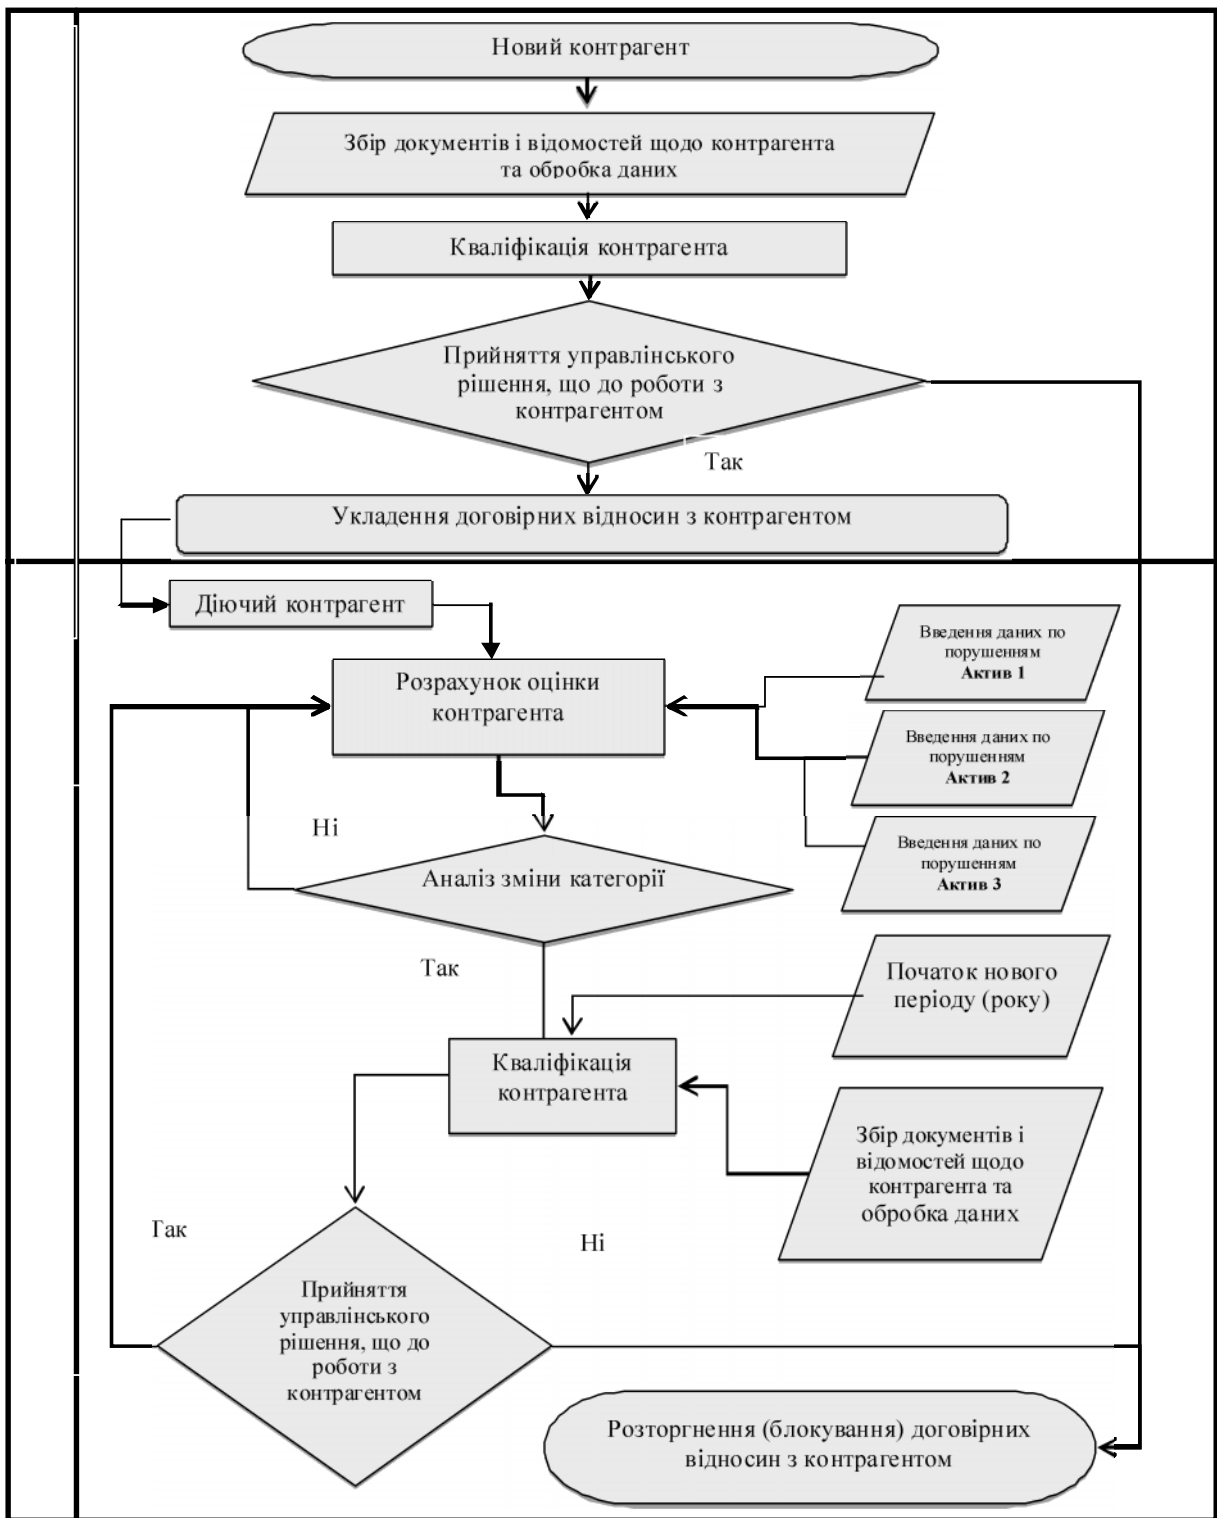 Новий контрагент
Збір документів і відомостей щодо контрагента
та обробка даних
Кваліфікація контрагента
Прийняття управлінського
рішення, що до роботи з
контрагентом
Так
Укладення договірних відносин з контрагентом
Діючий контрагент
Введення даних по
порушенням
Актив 1
Розрахунок оцінки
контрагента
Введення даних по
порушенням
Актив 2
Ні
Введення даних по
порушенням
Актив 3
Аналіз зміни категорії
Так
Початок нового
періоду (року)
Кваліфікація
контрагента
Збір документів і
відомостей щодо
контрагента та
обробка даних
Гак
Ні
Прийняття
управлінського
рішення, що до
роботи з
контрагентом
Розторгнення (блокування) договірних
відносин з контрагентом